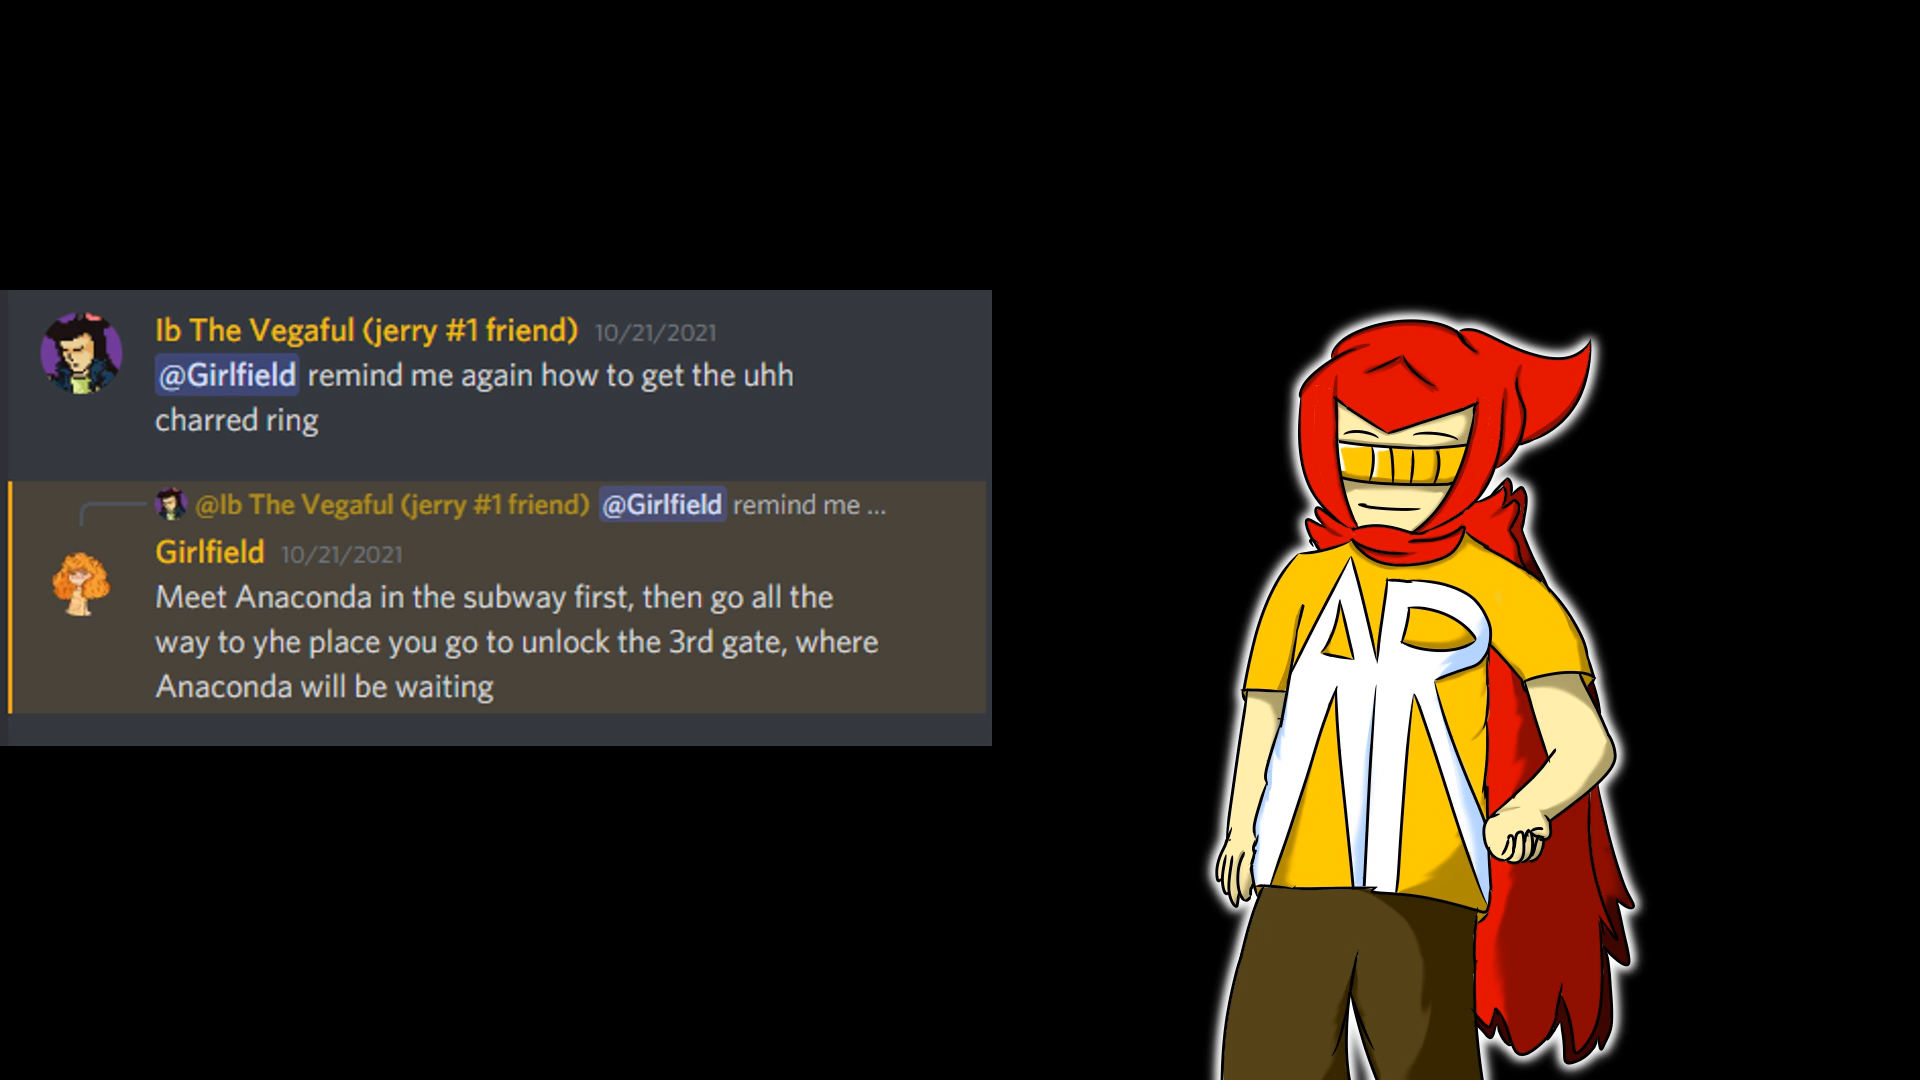 Ib The Vegaful (jerry #1 friend) 10/21/2021
@Girlfield remind me again how to get the uhh
charred ring
@Ib The Vegaful (jerry #1 friend) @Girlfield remind me ...
Girlfield 10/21/2021
Meet Anaconda in the subway first, then go all the
way to yhe place you go to unlock the 3rd gate, where
Anaconda will be waiting
AR